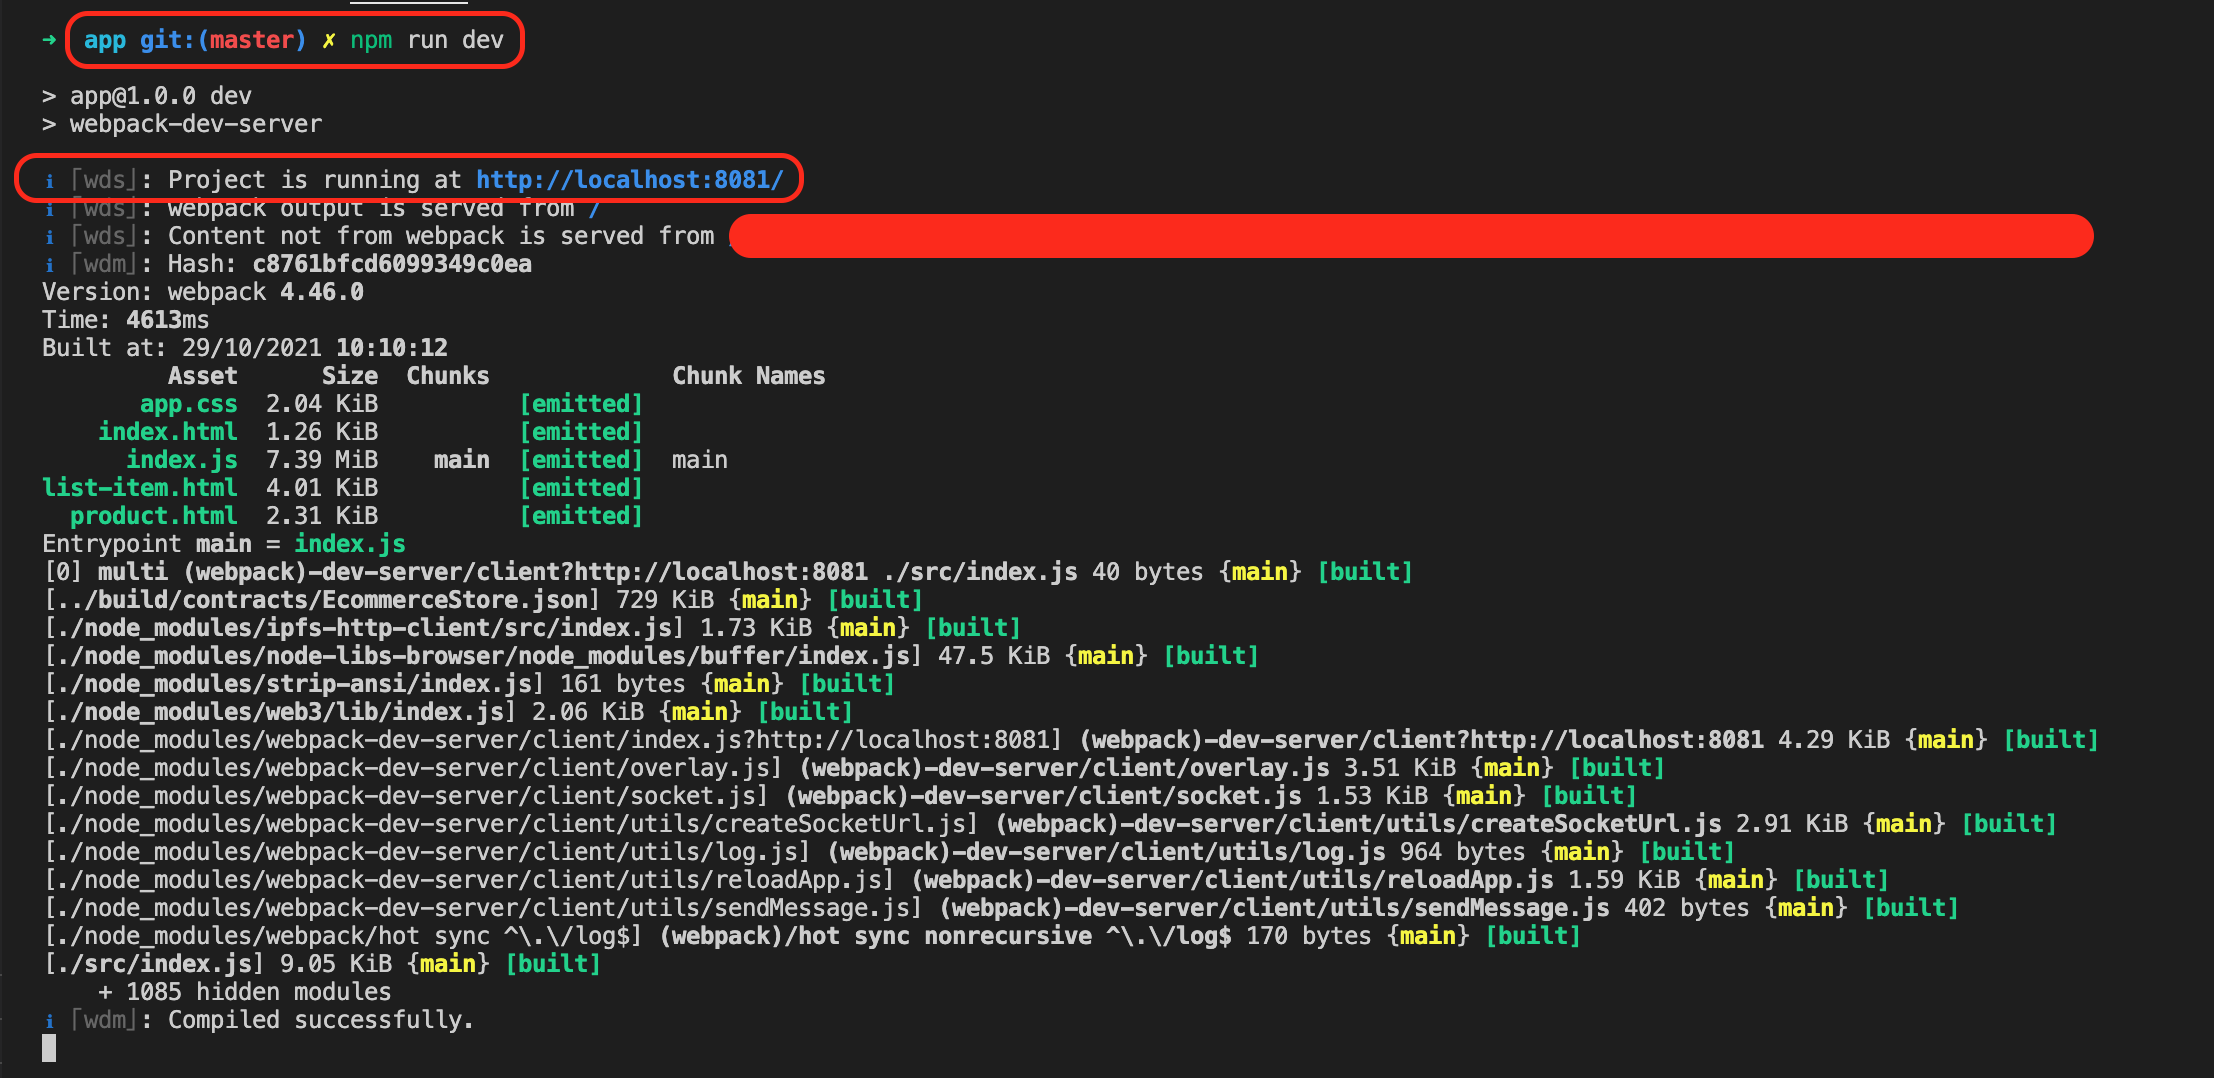 ➜ app git:(master) ✗ npm run dev
> app@1.0.0 dev
> webpack-dev-server
ℹ ｢wds｣: Project is running at http://localhost:8081/
ℹ ｢wds｣: webpack output is served from /
ℹ ｢wds｣: Content not from webpack is served from
ℹ ｢wdm｣: Hash: c8761bfcd6099349c0ea
Version: webpack 4.46.0
Time: 4613ms
Built at: 29/10/2021 10:10:12
Asset Size Chunks Chunk Names
app.css 2.04 KiB [emitted]
index.html 1.26 KiB [emitted]
index.js 7.39 MiB main [emitted] main
list-item.html 4.01 KiB [emitted]
product.html 2.31 KiB [emitted]
Entrypoint main = index.js
[0] multi (webpack)-dev-server/client?http://localhost:8081 ./src/index.js 40 bytes {main} [built]
[../build/contracts/EcommerceStore.json] 729 KiB {main} [built]
[./node_modules/ipfs-http-client/src/index.js] 1.73 KiB {main} [built]
[./node_modules/node-libs-browser/node_modules/buffer/index.js] 47.5 KiB {main} [built]
[./node_modules/strip-ansi/index.js] 161 bytes {main} [built]
[./node_modules/web3/lib/index.js] 2.06 KiB {main} [built]
[./node_modules/webpack-dev-server/client/index.js?http://localhost:8081] (webpack)-dev-server/client?http://localhost:8081 4.29 KiB {main} [built]
[./node_modules/webpack-dev-server/client/overlay.js] (webpack)-dev-server/client/overlay.js 3.51 KiB {main} [built]
[./node_modules/webpack-dev-server/client/socket.js] (webpack)-dev-server/client/socket.js 1.53 KiB {main} [built]
[./node_modules/webpack-dev-server/client/utils/createSocketUrl.js] (webpack)-dev-server/client/utils/createSocketUrl.js 2.91 KiB {main} [built]
[./node_modules/webpack-dev-server/client/utils/log.js] (webpack)-dev-server/client/utils/log.js 964 bytes {main} [built]
[./node_modules/webpack-dev-server/client/utils/reloadApp.js] (webpack)-dev-server/client/utils/reloadApp.js 1.59 KiB {main} [built]
[./node_modules/webpack-dev-server/client/utils/sendMessage.js] (webpack)-dev-server/client/utils/sendMessage.js 402 bytes {main} [built]
[./node_modules/webpack/hot sync ^\.\/log$] (webpack)/hot sync nonrecursive ^\.\/log$ 170 bytes {main} [built]
[./src/index.js] 9.05 KiB {main} [built]
+ 1085 hidden modules
ℹ ｢wdm｣: Compiled successfully.